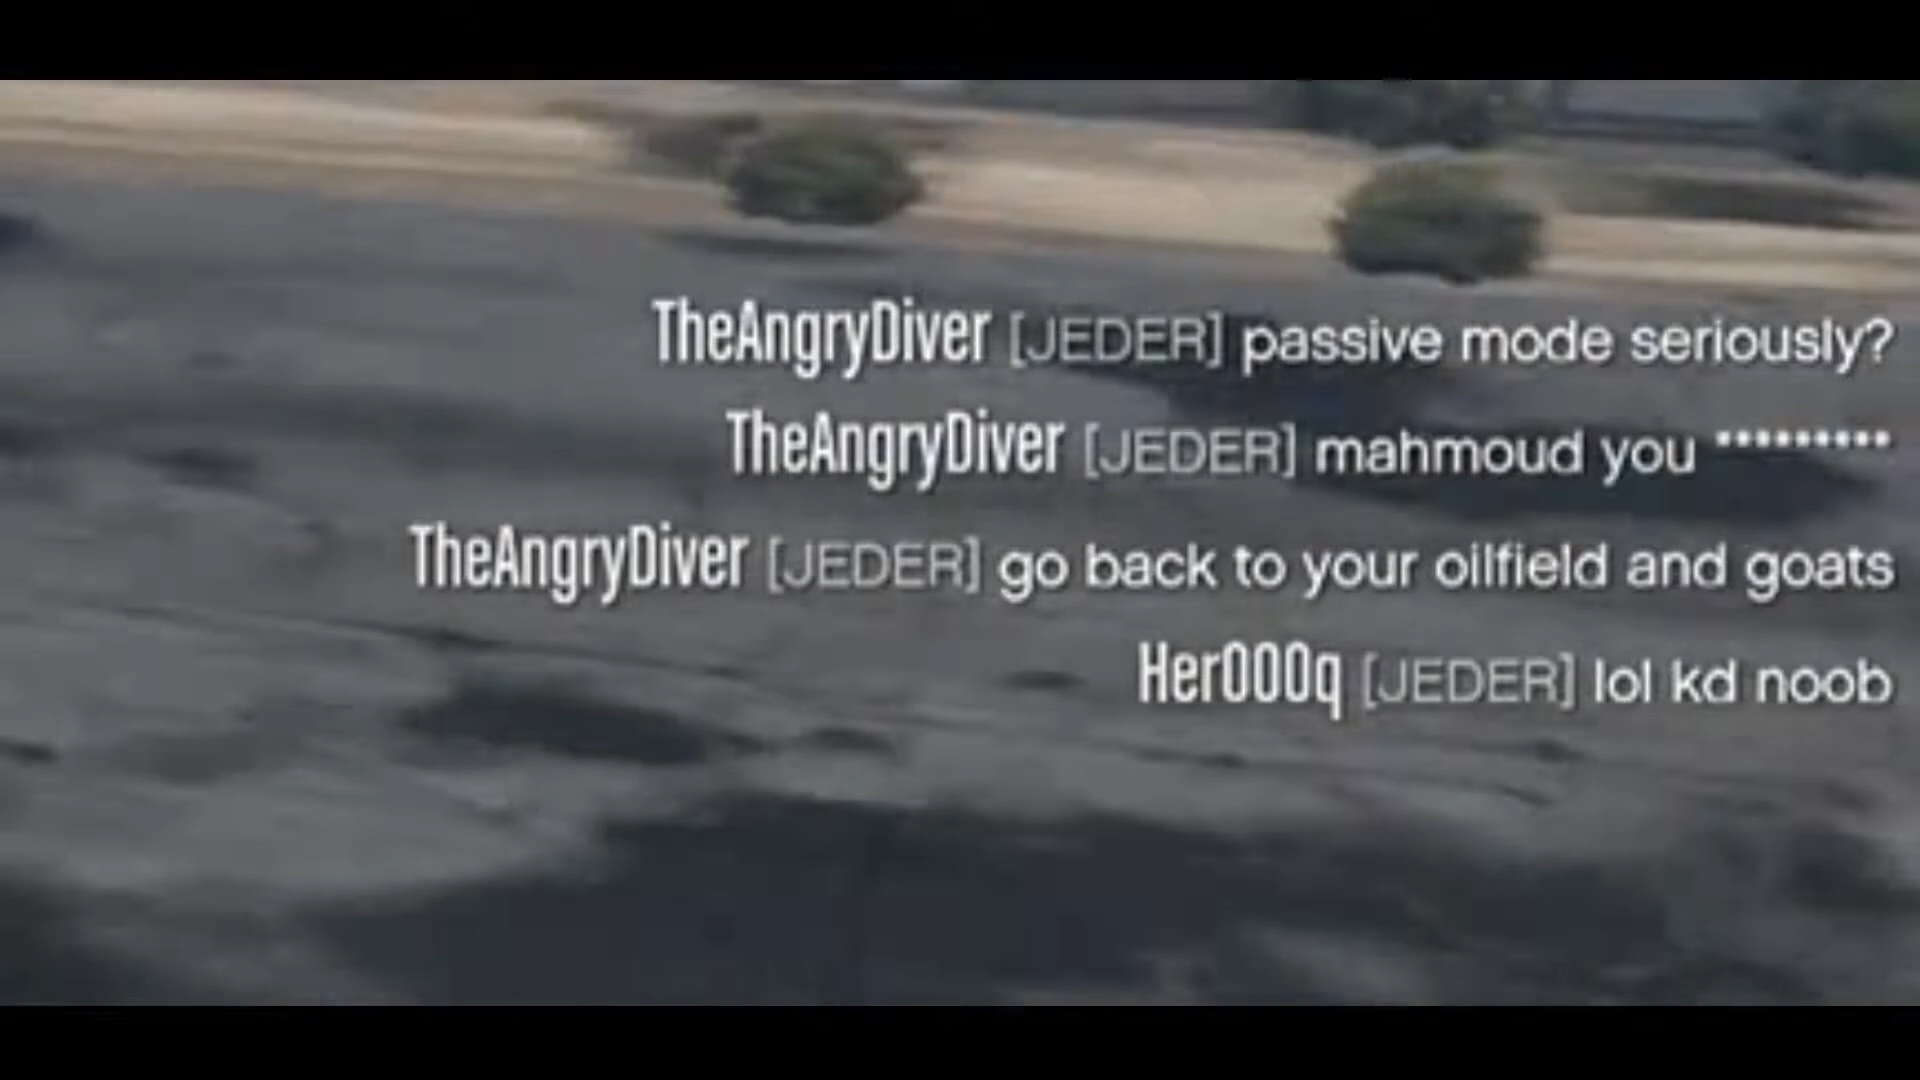 TheAngryDiver [JEDER] passive mode seriously?
TheAngryDiver [JEDER] mahmoud you *********
TheAngryDiver [JEDER] go back to your oilfield and goats
Her000q [JEDER] lol kd noob